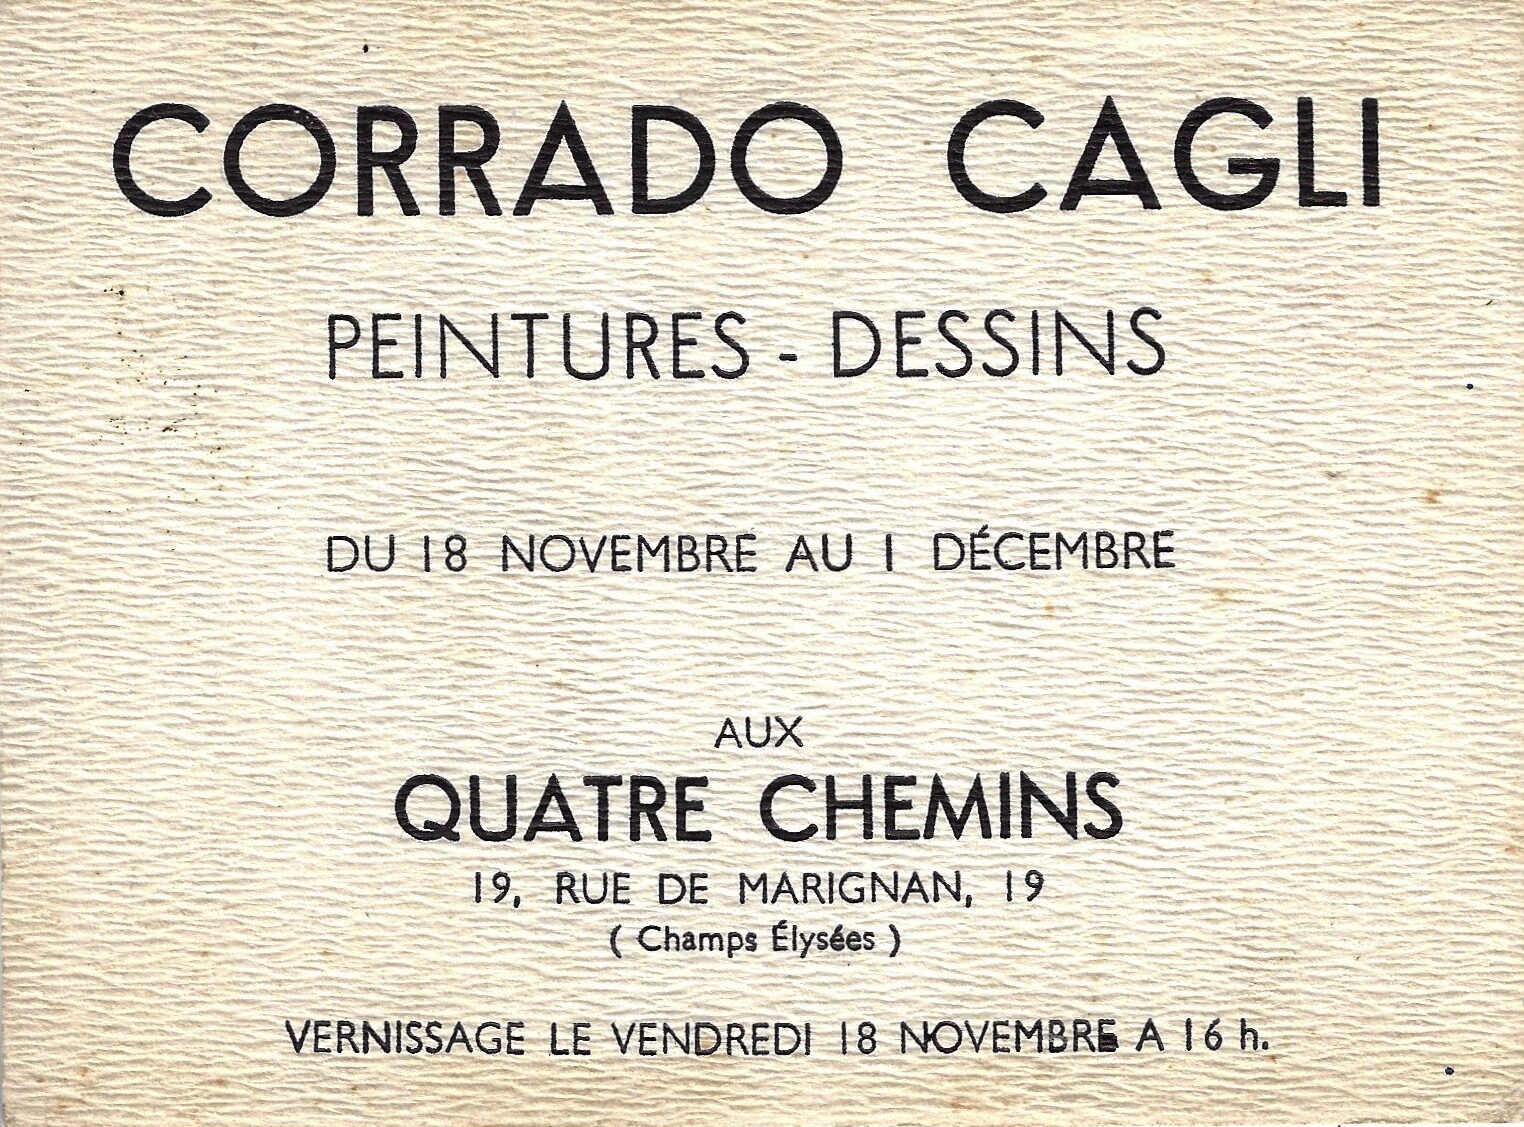 CORRADO CAGLI
PEINTURES - DESSINS
DU 18 NOVEMBRE AU 1 DÉCEMBRE
AUX
QUATRE CHEMINS
19, RUE DE MARIGNAN, 19
( Champs Élysées )
VERNISSAGE LE VENDREDI 18 NOVEMBRE A 16 h.